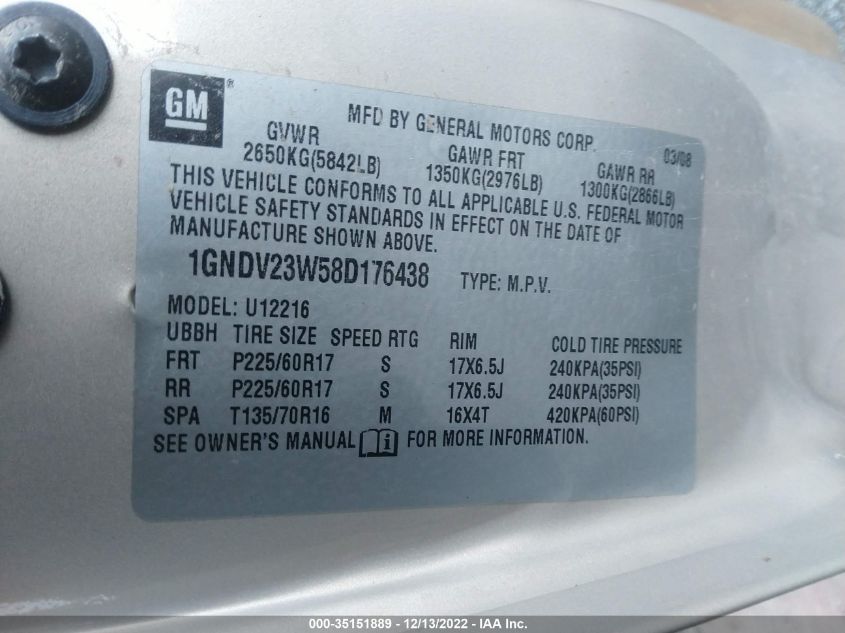 GM®
MFD BY GENERAL MOTORS CORP.
03/08
GVWR GAWR FRT GAWR RR
2650KG(5842LB) 1350KG(2976LB) 1300KG(2866LB)
THIS VEHICLE CONFORMS TO ALL APPLICABLE U.S. FEDERAL MOTOR
VEHICLE SAFETY STANDARDS IN EFFECT ON THE DATE OF
MANUFACTURE SHOWN ABOVE.
1GNDV23W58D176438 TYPE: M.P.V.
MODEL: U12216
UBBH TIRE SIZE SPEED RTG RIM COLD TIRE PRESSURE
FRT P225/60R17 S 17X6.5J 240KPA(35PSI)
RR P225/60R17 S 17X6.5J 240KPA(35PSI)
SPA T135/70R16 M 16X4T 420KPA(60PSI)
SEE OWNER'S MANUAL i FOR MORE INFORMATION.
000-35151889 - 12/13/2022 - IAA Inc.